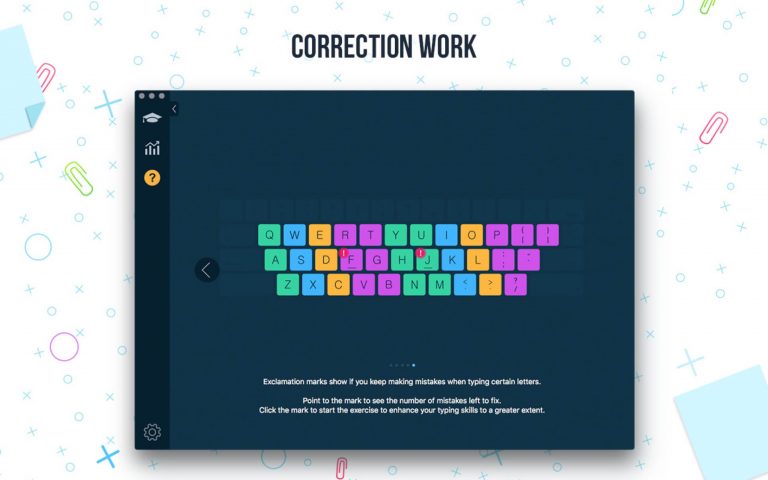 CORRECTION WORK
?
Q W E R T Y U I O P { [ } ]
! !
A S D F G H J K L : ; " '
Z X C V B N M < , > . ? /
Exclamation marks show if you keep making mistakes when typing certain letters.
Point to the mark to see the number of mistakes left to fix.
Click the mark to start the exercise to enhance your typing skills to a greater extent.